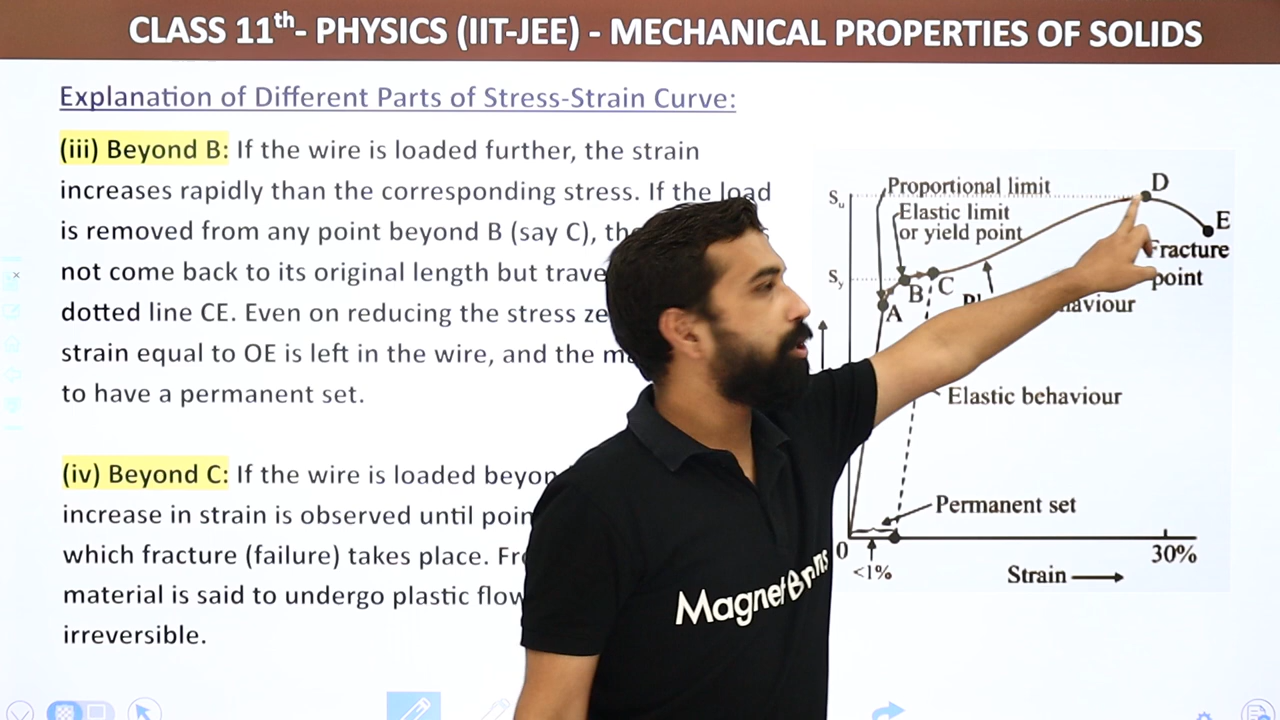 CLASS 11th- PHYSICS (IIT-JEE) - MECHANICAL PROPERTIES OF SOLIDS
Explanation of Different Parts of Stress-Strain Curve:
(iii) Beyond B: If the wire is loaded further, the strain
increases rapidly than the corresponding stress. If the load
is removed from any point beyond B (say C), the
not come back to its original length but
dotted line CE. Even on reducing the stress
strain equal to OE is left in the wire, and the
to have a permanent set.
(iv) Beyond C: If the wire is loaded
increase in strain is observed until
which fracture (failure) takes place.
material is said to undergo plastic flow
irreversible.
Su
Proportional limit
D
Elastic limit
or yield point
E
Fracture
point
Sy
B
C
A
Elastic behaviour
Permanent set
0
<1%
30%
Strain
Magnet Brains